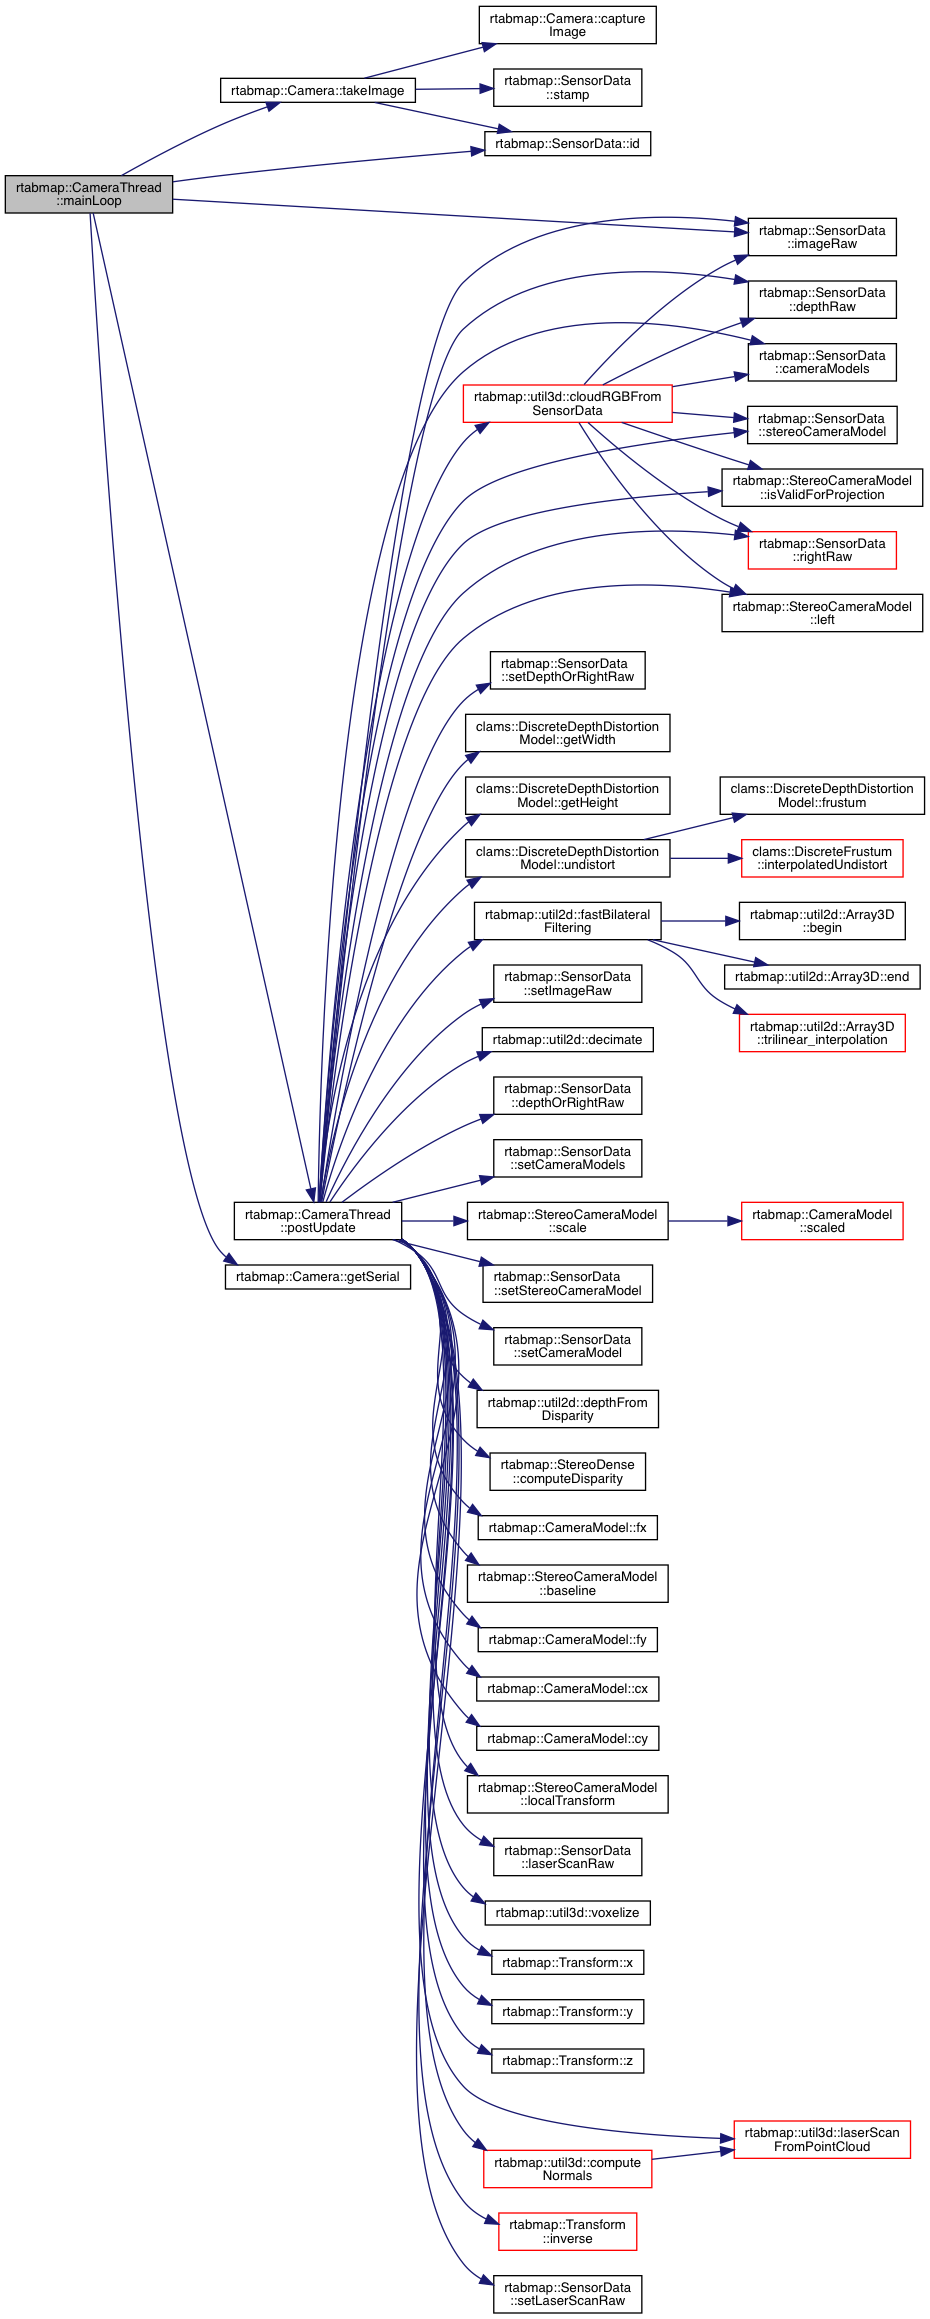 rtabmap::Camera::capture
Image
rtabmap::Camera::takeImage
rtabmap::SensorData
::stamp
rtabmap::SensorData::id
rtabmap::CameraThread
::mainLoop
rtabmap::SensorData
::imageRaw
rtabmap::SensorData
::depthRaw
rtabmap::SensorData
::cameraModels
rtabmap::util3d::cloudRGBFrom
SensorData
rtabmap::SensorData
::stereoCameraModel
rtabmap::StereoCameraModel
::isValidForProjection
rtabmap::SensorData
::rightRaw
rtabmap::StereoCameraModel
::left
rtabmap::SensorData
::setDepthOrRightRaw
clams::DiscreteDepthDistortion
Model::getWidth
clams::DiscreteDepthDistortion
Model::getHeight
clams::DiscreteDepthDistortion
Model::frustum
clams::DiscreteDepthDistortion
Model::undistort
clams::DiscreteFrustum
::interpolatedUndistort
rtabmap::util2d::fastBilateral
Filtering
rtabmap::util2d::Array3D
::begin
rtabmap::util2d::Array3D::end
rtabmap::util2d::Array3D
::trilinear_interpolation
rtabmap::SensorData
::setImageRaw
rtabmap::util2d::decimate
rtabmap::SensorData
::depthOrRightRaw
rtabmap::SensorData
::setCameraModels
rtabmap::CameraThread
::postUpdate
rtabmap::StereoCameraModel
::scale
rtabmap::CameraModel
::scaled
rtabmap::Camera::getSerial
rtabmap::SensorData
::setStereoCameraModel
rtabmap::SensorData
::setCameraModel
rtabmap::util2d::depthFrom
Disparity
rtabmap::StereoDense
::computeDisparity
rtabmap::CameraModel::fx
rtabmap::StereoCameraModel
::baseline
rtabmap::CameraModel::fy
rtabmap::CameraModel::cx
rtabmap::CameraModel::cy
rtabmap::StereoCameraModel
::localTransform
rtabmap::SensorData
::laserScanRaw
rtabmap::util3d::voxelize
rtabmap::Transform::x
rtabmap::Transform::y
rtabmap::Transform::z
rtabmap::util3d::laserScan
FromPointCloud
rtabmap::util3d::compute
Normals
rtabmap::Transform
::inverse
rtabmap::SensorData
::setLaserScanRaw